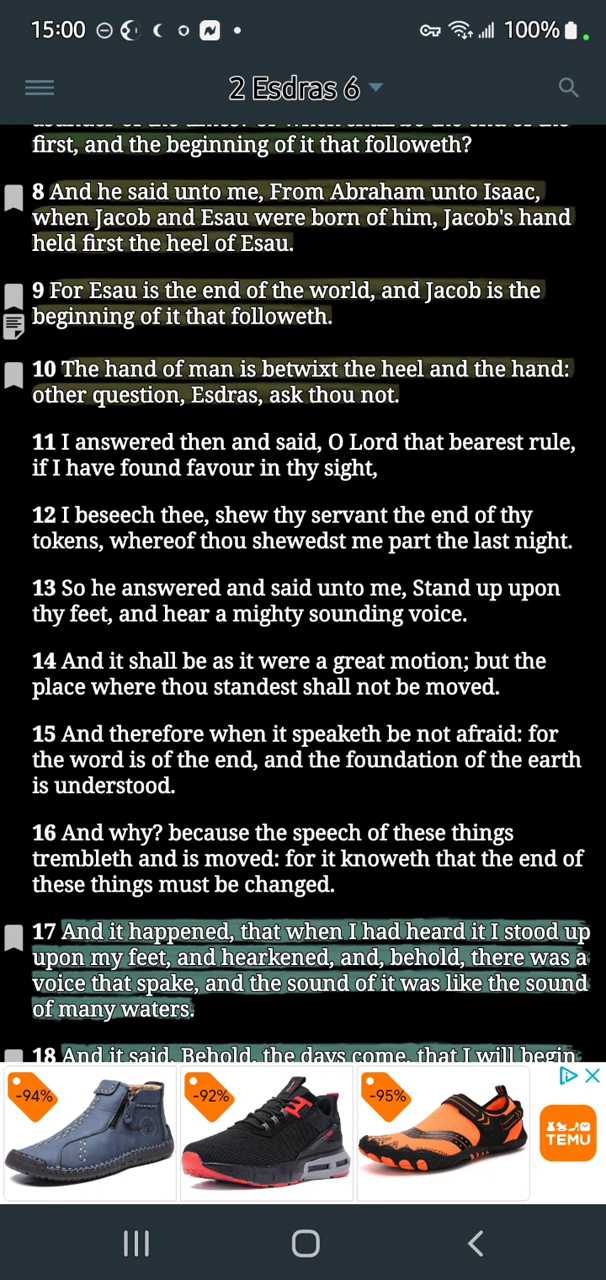 15:00
100%
2 Esdras 6
first, and the beginning of it that followeth?
8 And he said unto me, From Abraham unto Isaac,
when Jacob and Esau were born of him, Jacob's hand
held first the heel of Esau.
9 For Esau is the end of the world, and Jacob is the
beginning of it that followeth.
10 The hand of man is betwixt the heel and the hand:
other question, Esdras, ask thou not.
11 I answered then and said, O Lord that bearest rule,
if I have found favour in thy sight,
12 I beseech thee, shew thy servant the end of thy
tokens, whereof thou shewedst me part the last night.
13 So he answered and said unto me, Stand up upon
thy feet, and hear a mighty sounding voice.
14 And it shall be as it were a great motion; but the
place where thou standest shall not be moved.
15 And therefore when it speaketh be not afraid: for
the word is of the end, and the foundation of the earth
is understood.
16 And why? because the speech of these things
trembleth and is moved: for it knoweth that the end of
these things must be changed.
17 And it happened, that when I had heard it I stood up
upon my feet, and hearkened, and, behold, there was a
voice that spake, and the sound of it was like the sound
of many waters.
18 And it said, Behold, the days come, that I will begin
-94%
-92%
-95%
TEMU